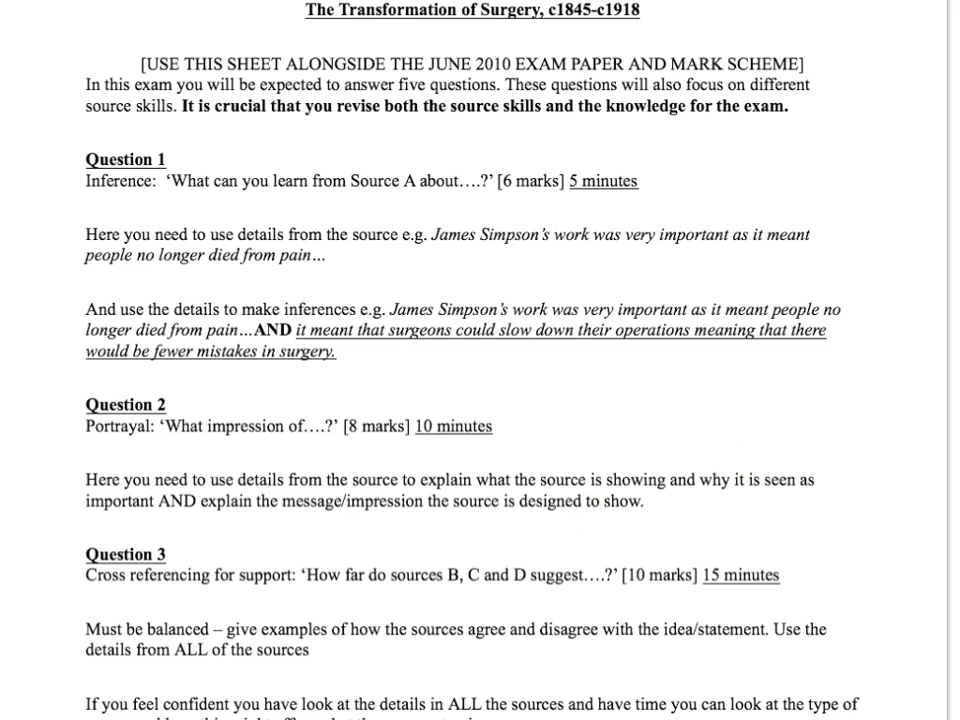 The Transformation of Surgery, c1845-c1918
[USE THIS SHEET ALONGSIDE THE JUNE 2010 EXAM PAPER AND MARK SCHEME]
In this exam you will be expected to answer five questions. These questions will also focus on different
source skills. It is crucial that you revise both the source skills and the knowledge for the exam.
Question 1
Inference:  ‘What can you learn from Source A about….?’ [6 marks] 5 minutes
Here you need to use details from the source e.g. James Simpson’s work was very important as it meant
people no longer died from pain…
And use the details to make inferences e.g. James Simpson’s work was very important as it meant people no
longer died from pain…AND it meant that surgeons could slow down their operations meaning that there
would be fewer mistakes in surgery.
Question 2
Portrayal: ‘What impression of….?’ [8 marks] 10 minutes
Here you need to use details from the source to explain what the source is showing and why it is seen as
important AND explain the message/impression the source is designed to show.
Question 3
Cross referencing for support: ‘How far do sources B, C and D suggest….?’ [10 marks] 15 minutes
Must be balanced – give examples of how the sources agree and disagree with the idea/statement. Use the
details from ALL of the sources
If you feel confident you have look at the details in ALL the sources and have time you can look at the type of